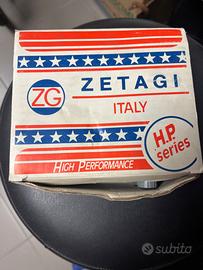 ZG ZETAGI
ITALY
H.P.
series
HIGH PERFORMANCE
subito